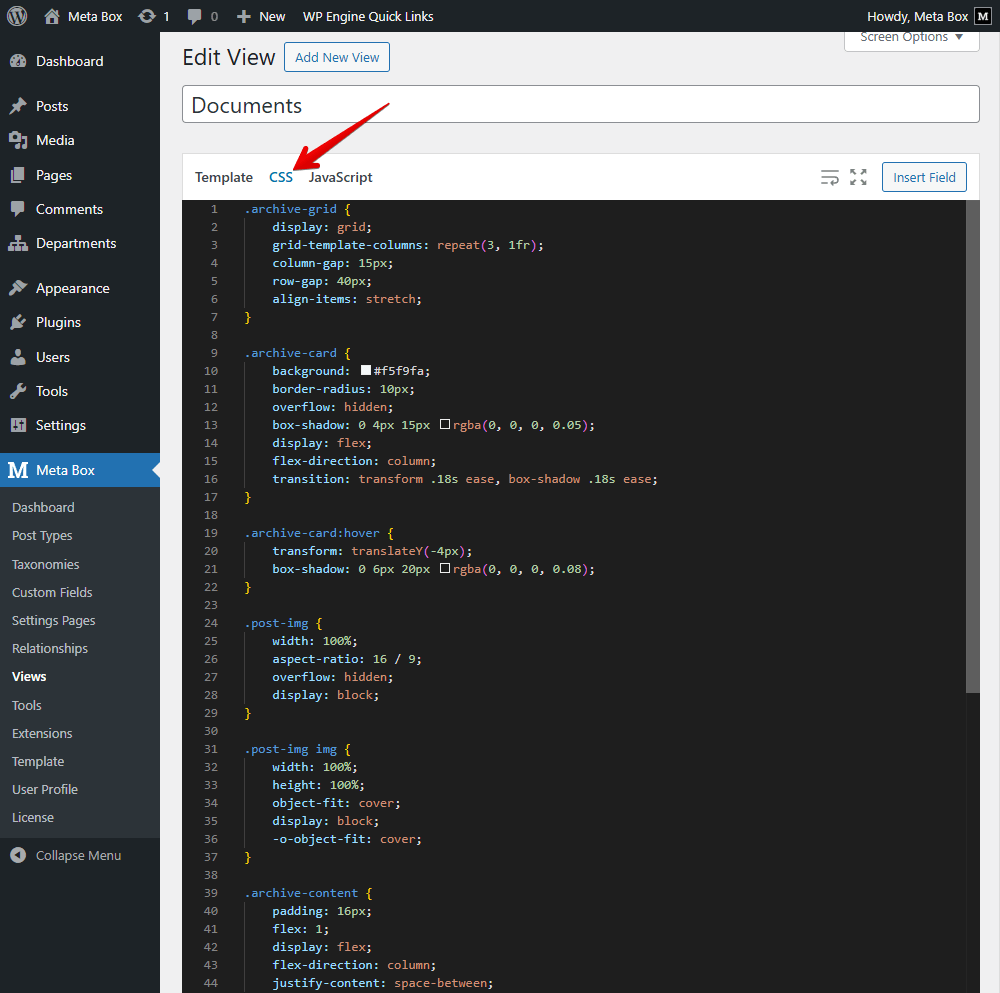 Meta Box 1 0 New WP Engine Quick Links Howdy, Meta Box M
Screen Options
Edit View Add New View
Documents
Template CSS JavaScript Insert Field
Dashboard
Posts
Media
Pages
Comments
Departments
Appearance
Plugins
Users
Tools
Settings
M Meta Box
Dashboard
Post Types
Taxonomies
Custom Fields
Settings Pages
Relationships
Views
Tools
Extensions
Template
User Profile
License
Collapse Menu
1 .archive-grid {
2 display: grid;
3 grid-template-columns: repeat(3, 1fr);
4 column-gap: 15px;
5 row-gap: 40px;
6 align-items: stretch;
7 }
8
9 .archive-card {
10 background: #f5f9fa;
11 border-radius: 10px;
12 overflow: hidden;
13 box-shadow: 0 4px 15px rgba(0, 0, 0, 0.05);
14 display: flex;
15 flex-direction: column;
16 transition: transform .18s ease, box-shadow .18s ease;
17 }
18
19 .archive-card:hover {
20 transform: translateY(-4px);
21 box-shadow: 0 6px 20px rgba(0, 0, 0, 0.08);
22 }
23
24 .post-img {
25 width: 100%;
26 aspect-ratio: 16 / 9;
27 overflow: hidden;
28 display: block;
29 }
30
31 .post-img img {
32 width: 100%;
33 height: 100%;
34 object-fit: cover;
35 display: block;
36 -o-object-fit: cover;
37 }
38
39 .archive-content {
40 padding: 16px;
41 flex: 1;
42 display: flex;
43 flex-direction: column;
44 justify-content: space-between;